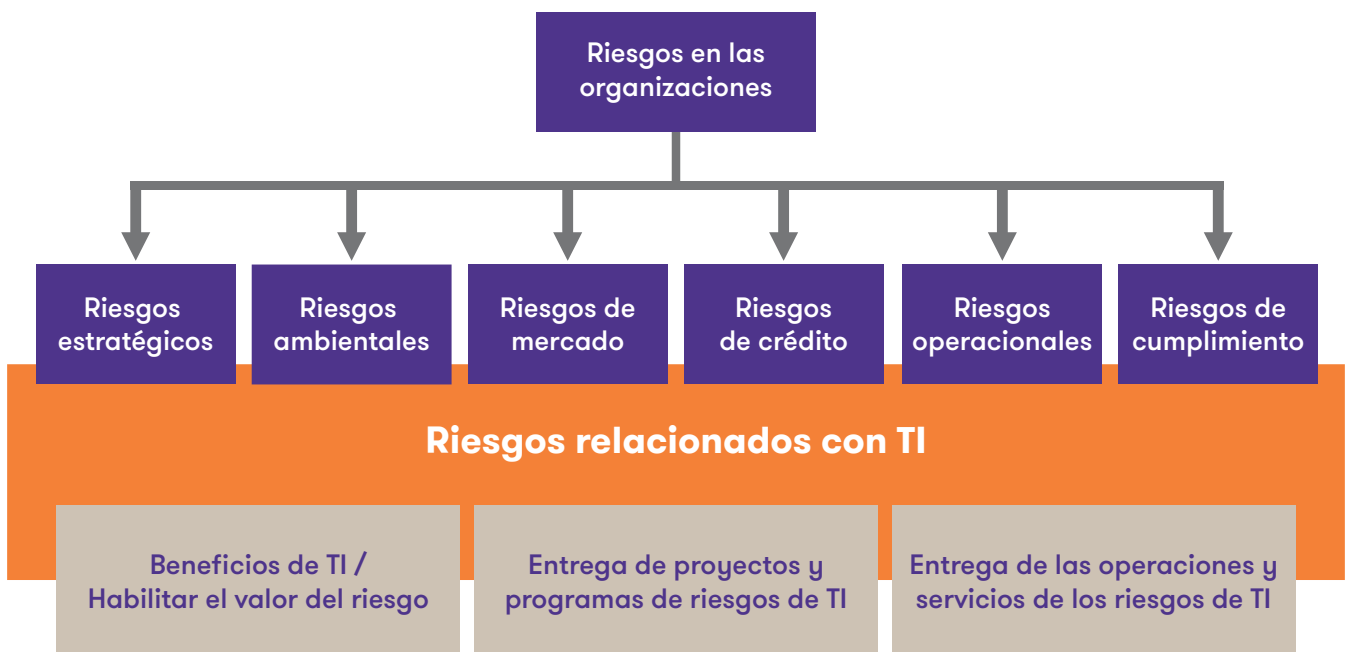 Riesgos en las
organizaciones
Riesgos
estratégicos
Riesgos
ambientales
Riesgos de
mercado
Riesgos
de crédito
Riesgos
operacionales
Riesgos de
cumplimiento
Riesgos relacionados con TI
Beneficios de TI /
Habilitar el valor del riesgo
Entrega de proyectos y
programas de riesgos de TI
Entrega de las operaciones y
servicios de los riesgos de TI